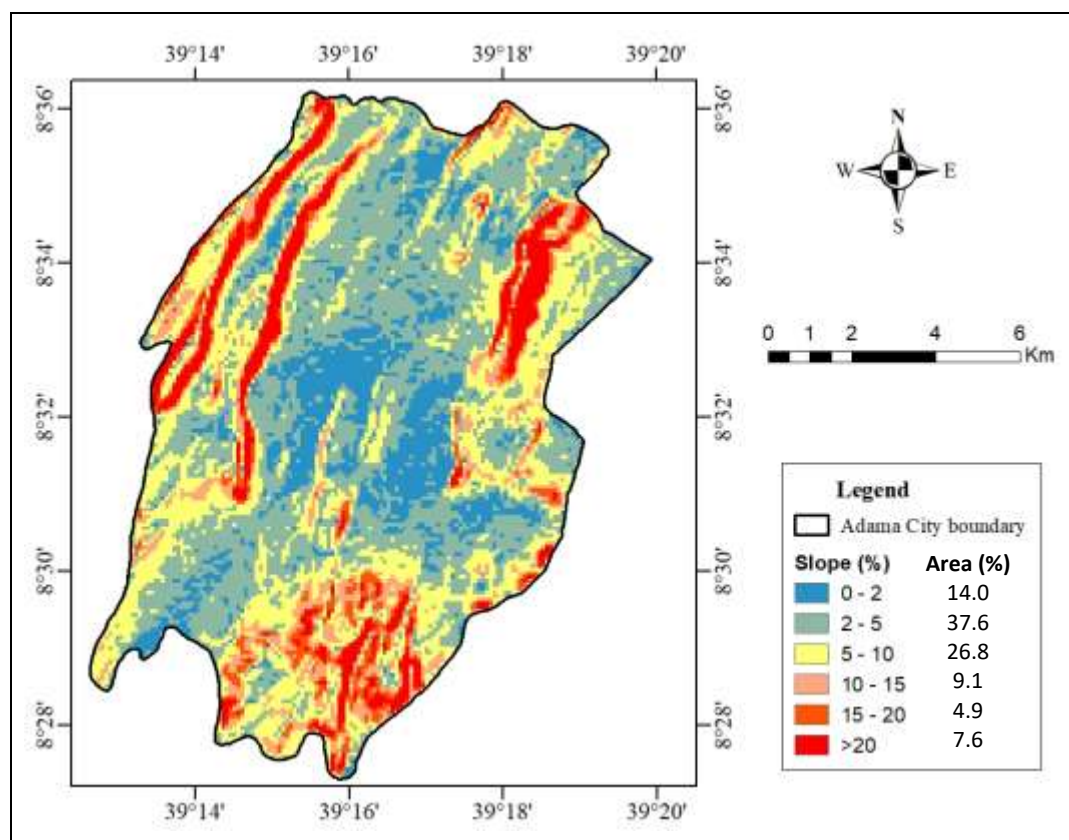 39°14' 39°16' 39°18' 39°20'
8°36' 8°36'
8°34' 8°34'
8°32' 8°32'
8°30' 8°30'
8°28' 8°28'
39°14' 39°16' 39°18' 39°20'
N
W E
S
0 1 2 4 6
Km
Legend
Adama City boundary
Slope (%) Area (%)
0 - 2 14.0
2 - 5 37.6
5 - 10 26.8
10 - 15 9.1
15 - 20 4.9
>20 7.6